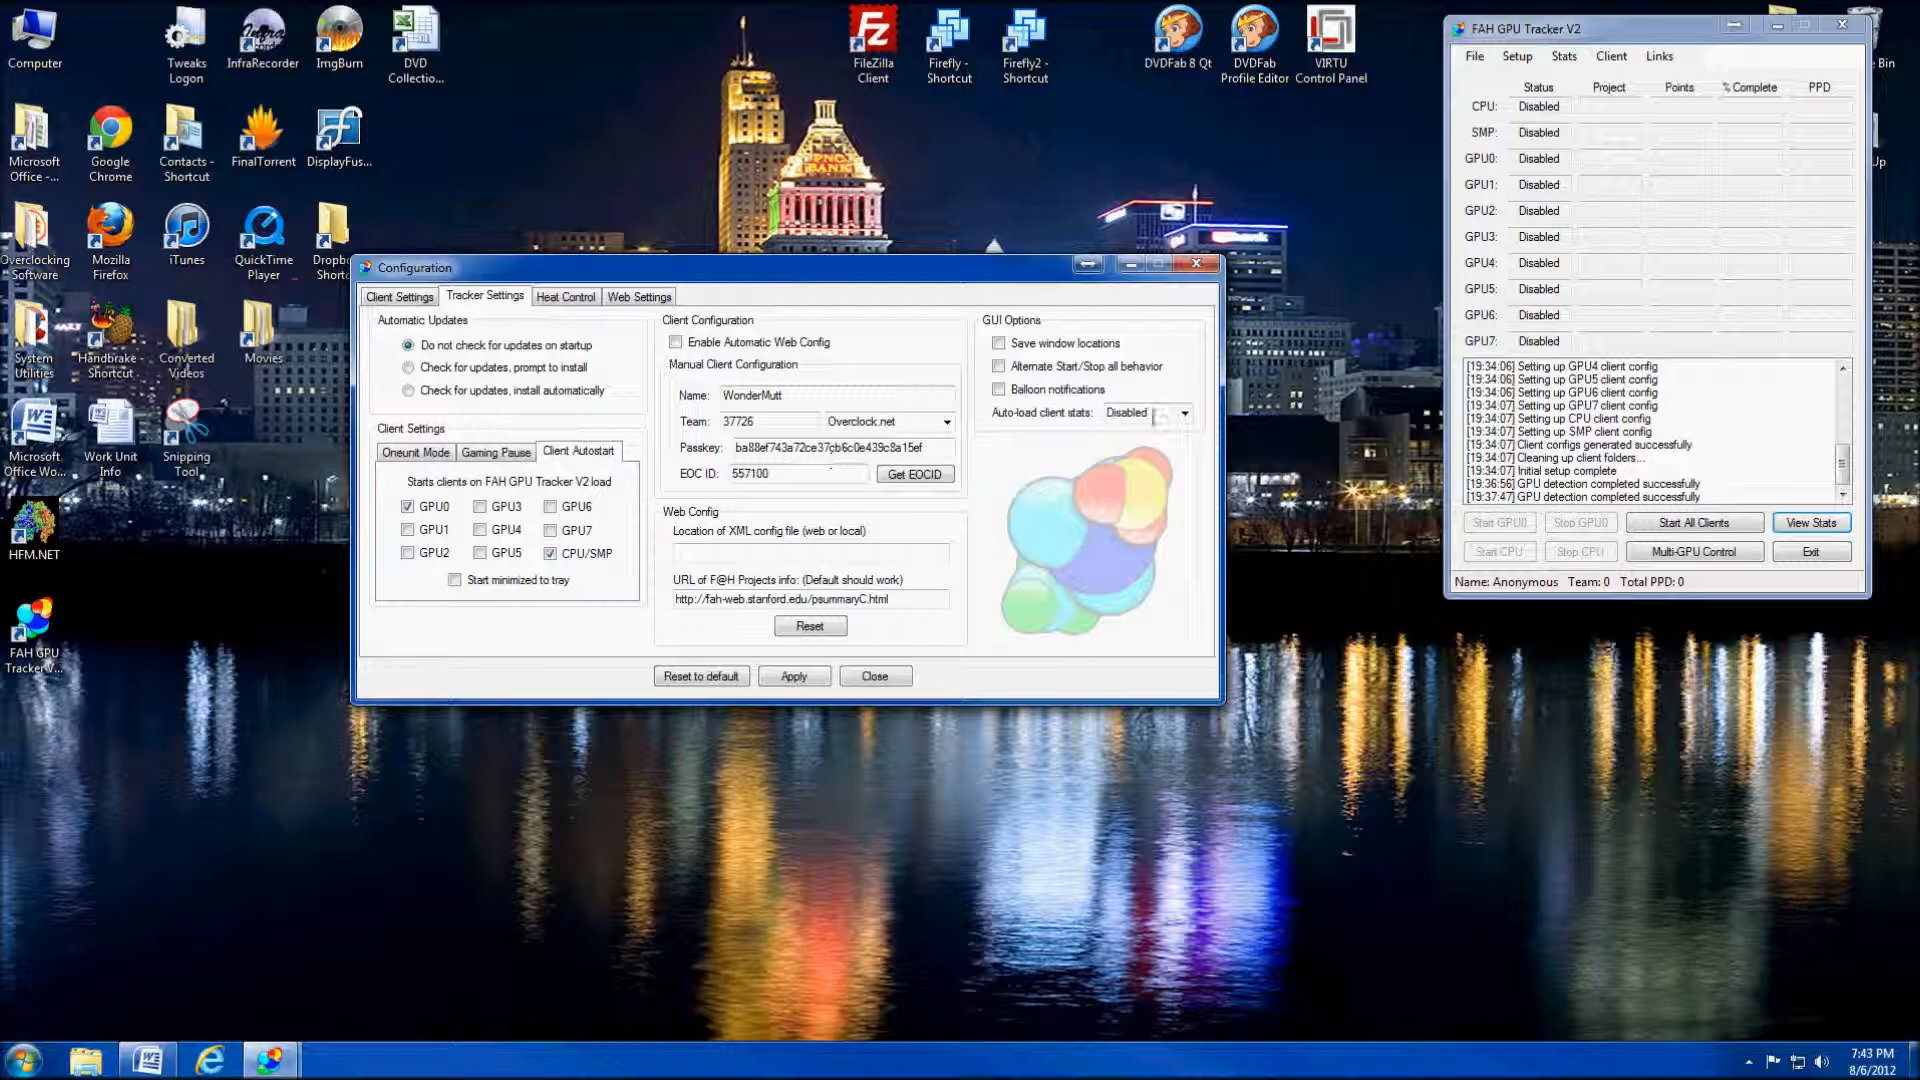 Computer
Tweaks
Logon
InfraRecorder
ImgBurn
DVD
Collectio...
FileZilla
Client
Firefly -
Shortcut
Firefly2 -
Shortcut
DVDFab 8 Qt
DVDFab
Profile Editor
VIRTU
Control Panel
Bin
Microsoft
Office -...
Google
Chrome
Contacts -
Shortcut
FinalTorrent
DisplayFus...
PNC
BANK
Overclocking
Software
Mozilla
Firefox
iTunes
QuickTime
Player
Dropb
Shortc
System
Utilities
Handbrake -
Shortcut
Converted
Videos
Movies
Microsoft
Office Wo...
Work Unit
Info
Snipping
Tool
HFM.NET
FAH GPU
Tracker V...
Configuration
Client Settings
Tracker Settings
Heat Control
Web Settings
Automatic Updates
Do not check for updates on startup
Check for updates, prompt to install
Check for updates, install automatically
Client Settings
Oneunit Mode
Gaming Pause
Client Autostart
Starts clients on FAH GPU Tracker V2 load
GPU0 GPU3 GPU6
GPU1 GPU4 GPU7
GPU2 GPU5 CPU/SMP
Start minimized to tray
Client Configuration
Enable Automatic Web Config
Manual Client Configuration
Name: WonderMutt
Team: 37726 Overclock.net
Passkey: ba88ef743a72ce37cb6c0e439c8a15ef
EOC ID: 557100 Get EOCID
Web Config
Location of XML config file (web or local)
URL of F@H Projects info: (Default should work)
http://fah-web.stanford.edu/psummaryC.html
Reset
GUI Options
Save window locations
Alternate Start/Stop all behavior
Balloon notifications
Auto-load client stats: Disabled
Reset to default
Apply
Close
FAH GPU Tracker V2
File Setup Stats Client Links
Status Project Points % Complete PPD
CPU: Disabled
SMP: Disabled
GPU0: Disabled
GPU1: Disabled
GPU2: Disabled
GPU3: Disabled
GPU4: Disabled
GPU5: Disabled
GPU6: Disabled
GPU7: Disabled
[19:34:06] Setting up GPU4 client config
[19:34:06] Setting up GPU5 client config
[19:34:06] Setting up GPU6 client config
[19:34:07] Setting up GPU7 client config
[19:34:07] Setting up CPU client config
[19:34:07] Setting up SMP client config
[19:34:07] Client configs generated successfully
[19:34:07] Cleaning up client folders...
[19:34:07] Initial setup complete
[19:36:56] GPU detection completed successfully
[19:37:47] GPU detection completed successfully
Start GPU0 Stop GPU0 Start All Clients View Stats
Start CPU Stop CPU Multi-GPU Control Exit
Name: Anonymous Team: 0 Total PPD: 0
7:43 PM
8/6/2012